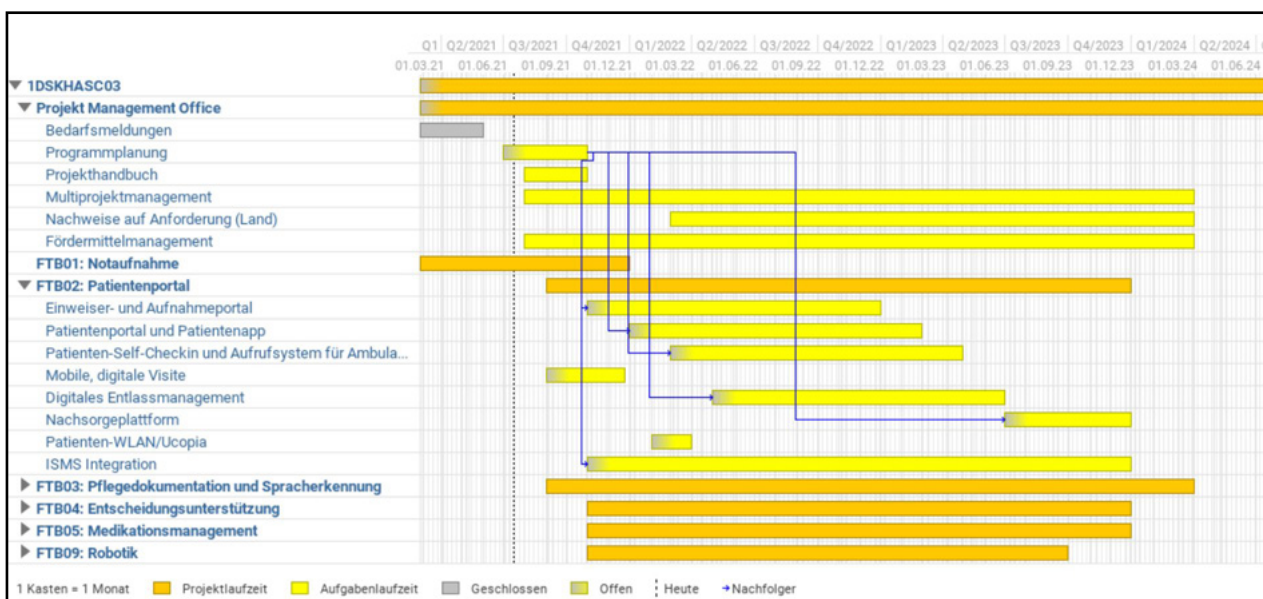 Q1 Q2/2021 Q3/2021 Q4/2021 Q1/2022 Q2/2022 Q3/2022 Q4/2022 Q1/2023 Q2/2023 Q3/2023 Q4/2023 Q1/2024 Q2/2024
01.03.21 01.06.21 01.09.21 01.12.21 01.03.22 01.06.22 01.09.22 01.12.22 01.03.23 01.06.23 01.09.23 01.12.23 01.03.24 01.06.24
1DSKHASC03
Projekt Management Office
Bedarfsmeldungen
Programmplanung
Projekthandbuch
Multiprojektmanagement
Nachweise auf Anforderung (Land)
Fördermittelmanagement
FTB01: Notaufnahme
FTB02: Patientenportal
Einweiser- und Aufnahmeportal
Patientenportal und Patientenapp
Patienten-Self-Checkin und Aufrufsystem für Ambula...
Mobile, digitale Visite
Digitales Entlassmanagement
Nachsorgeplattform
Patienten-WLAN/Ucopia
ISMS Integration
FTB03: Pflegedokumentation und Spracherkennung
FTB04: Entscheidungsunterstützung
FTB05: Medikationsmanagement
FTB09: Robotik
1 Kasten = 1 Monat Projektlaufzeit Aufgabenlaufzeit Geschlossen Offen Heute Nachfolger